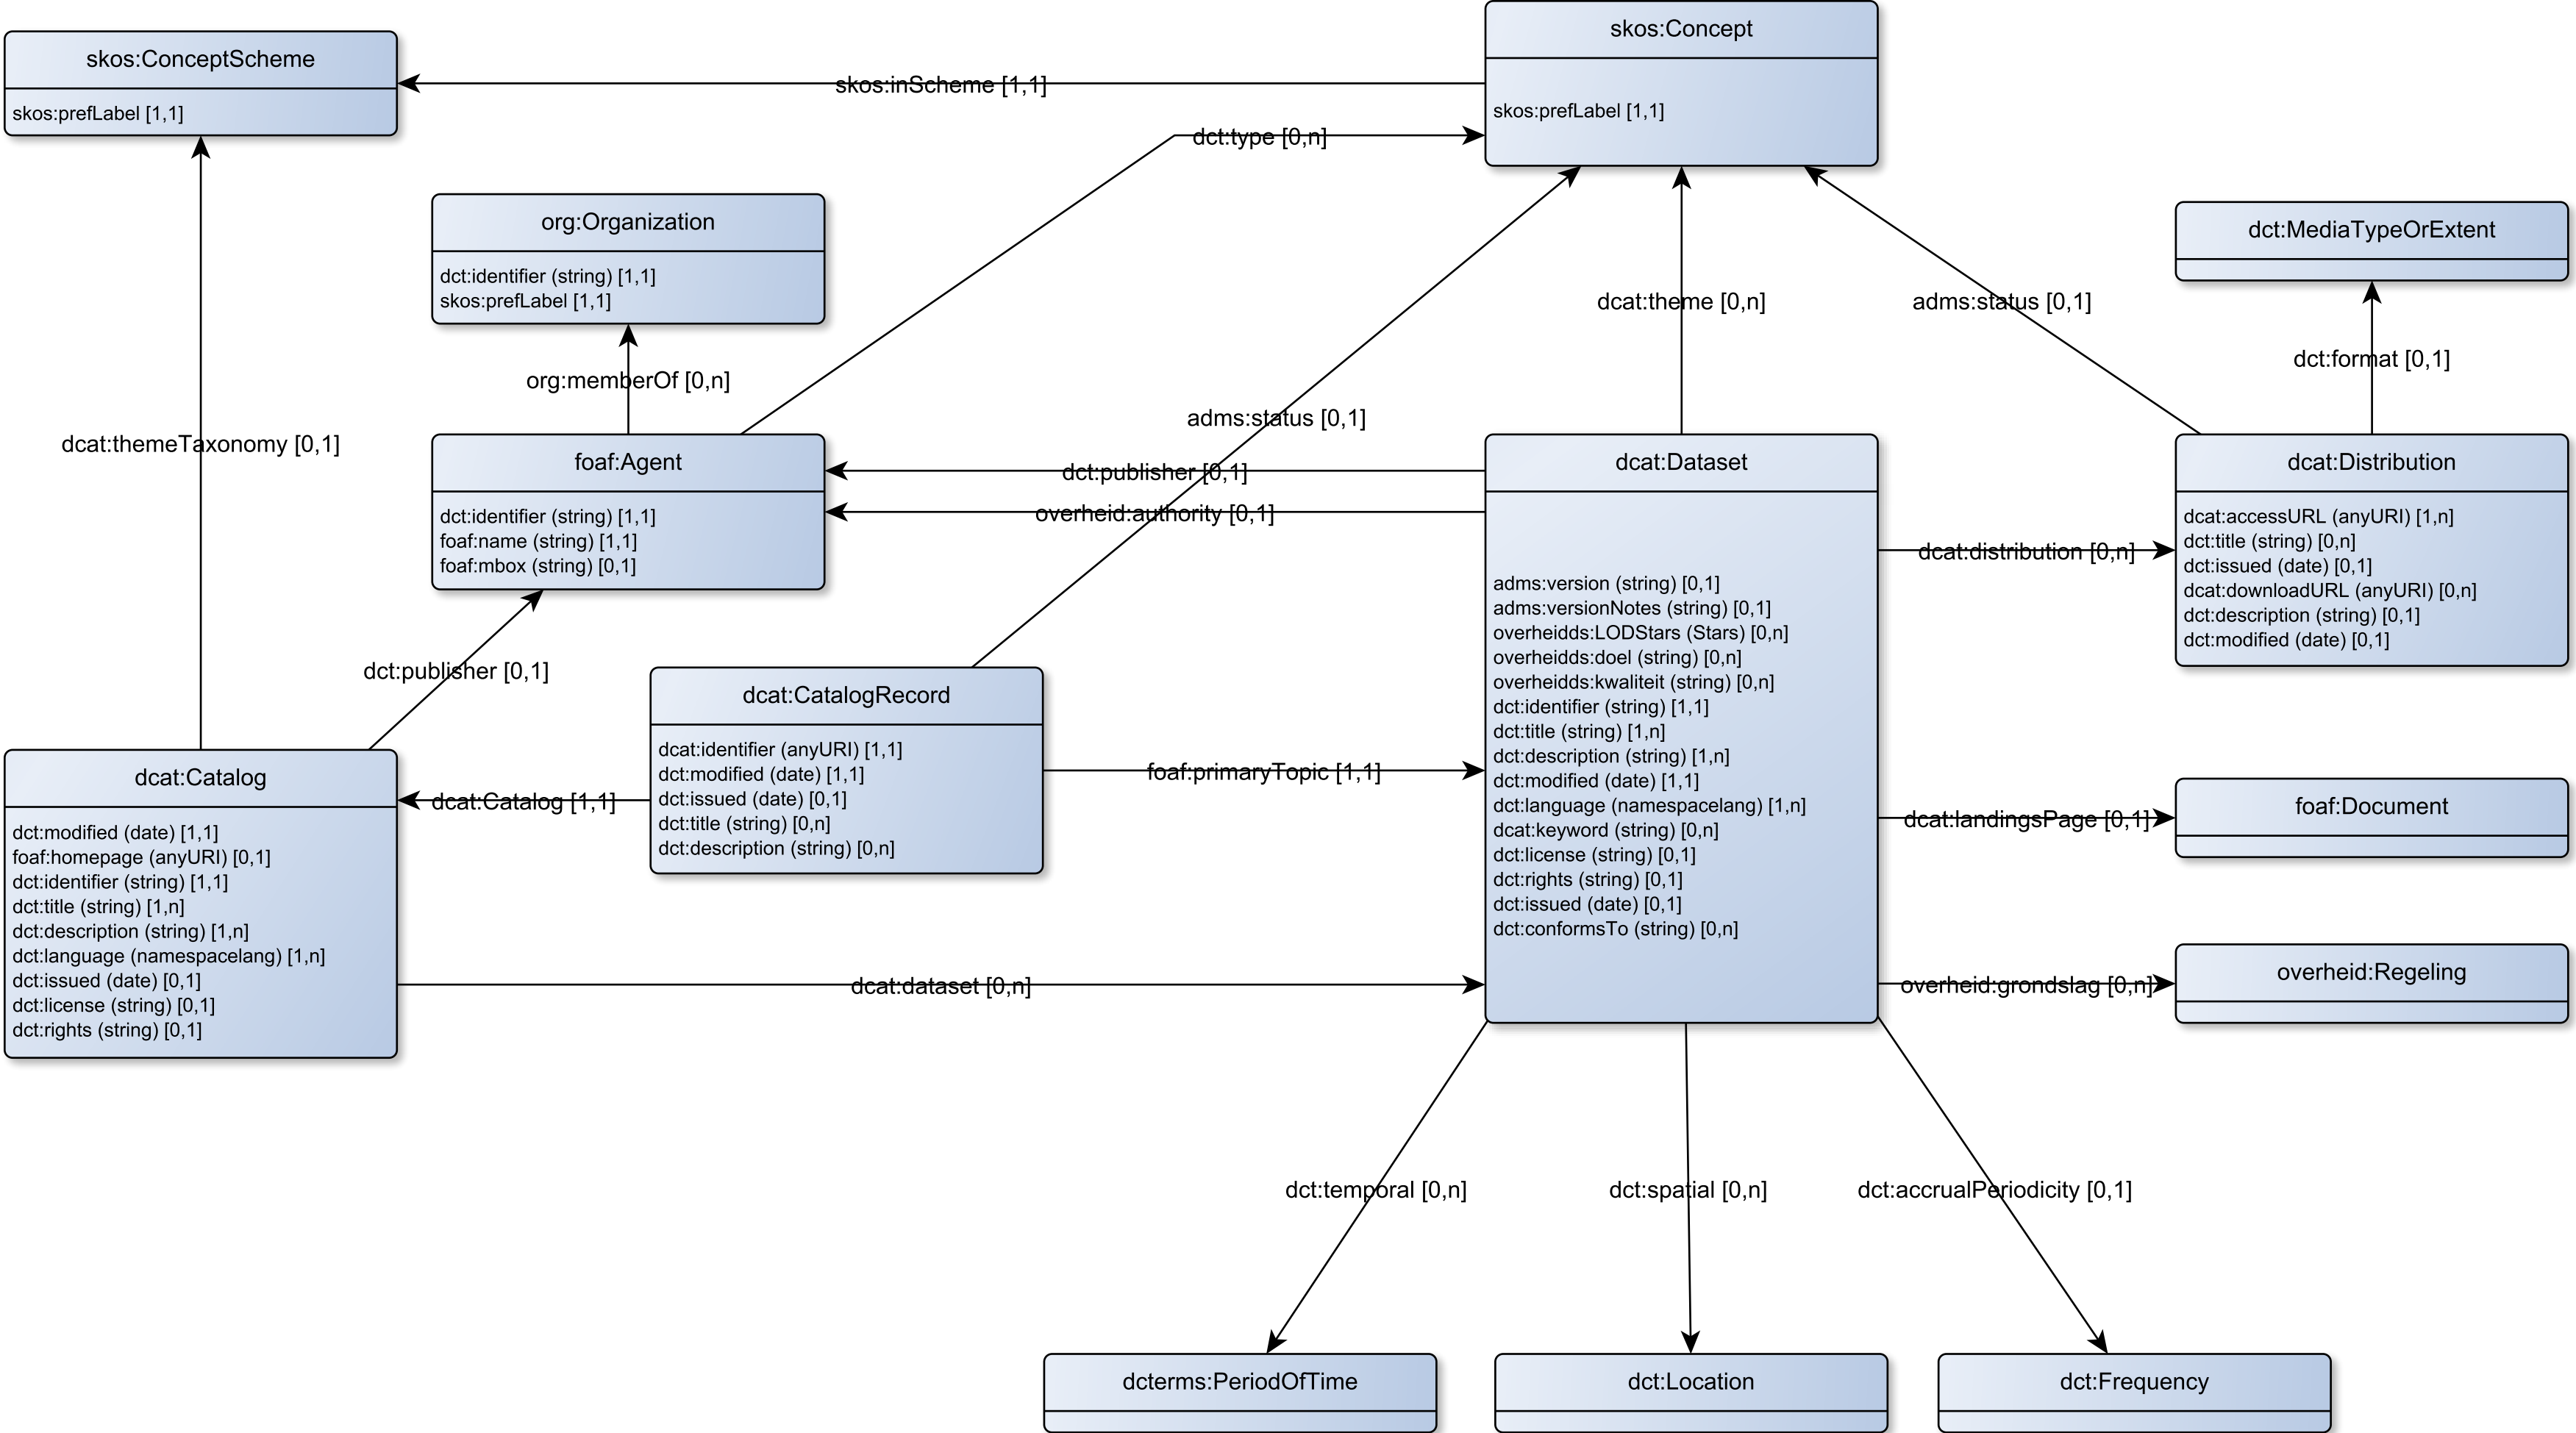 skos:Concept
skos:prefLabel [1,1]
skos:ConceptScheme
skos:prefLabel [1,1]
skos:inScheme [1,1]
dct:type [0,n]
org:Organization
dct:identifier (string) [1,1]
skos:prefLabel [1,1]
dct:MediaTypeOrExtent
dcat:theme [0,n]
adms:status [0,1]
dct:format [0,1]
org:memberOf [0,n]
adms:status [0,1]
dcat:themeTaxonomy [0,1]
foaf:Agent
dct:identifier (string) [1,1]
foaf:name (string) [1,1]
foaf:mbox (string) [0,1]
dct:publisher [0,1]
overheid:authority [0,1]
dcat:Dataset
adms:version (string) [0,1]
adms:versionNotes (string) [0,1]
overheidds:LODStars (Stars) [0,n]
overheidds:doel (string) [0,n]
overheidds:kwaliteit (string) [0,n]
dct:identifier (string) [1,1]
dct:title (string) [1,n]
dct:description (string) [1,n]
dct:modified (date) [1,1]
dct:language (namespacelang) [1,n]
dcat:keyword (string) [0,n]
dct:license (string) [0,1]
dct:rights (string) [0,1]
dct:issued (date) [0,1]
dct:conformsTo (string) [0,n]
dcat:distribution [0,n]
dcat:Distribution
dcat:accessURL (anyURI) [1,n]
dct:title (string) [0,n]
dct:issued (date) [0,1]
dcat:downloadURL (anyURI) [0,n]
dct:description (string) [0,1]
dct:modified (date) [0,1]
dct:publisher [0,1]
dcat:CatalogRecord
dcat:identifier (anyURI) [1,1]
dct:modified (date) [1,1]
dct:issued (date) [0,1]
dct:title (string) [0,n]
dct:description (string) [0,n]
foaf:primaryTopic [1,1]
dcat:Catalog [1,1]
dcat:Catalog
dct:modified (date) [1,1]
foaf:homepage (anyURI) [0,1]
dct:identifier (string) [1,1]
dct:title (string) [1,n]
dct:description (string) [1,n]
dct:language (namespacelang) [1,n]
dct:issued (date) [0,1]
dct:license (string) [0,1]
dct:rights (string) [0,1]
dcat:dataset [0,n]
dcat:landingsPage [0,1]
foaf:Document
overheid:grondslag [0,n]
overheid:Regeling
dct:temporal [0,n]
dct:spatial [0,n]
dct:accrualPeriodicity [0,1]
dcterms:PeriodOfTime
dct:Location
dct:Frequency